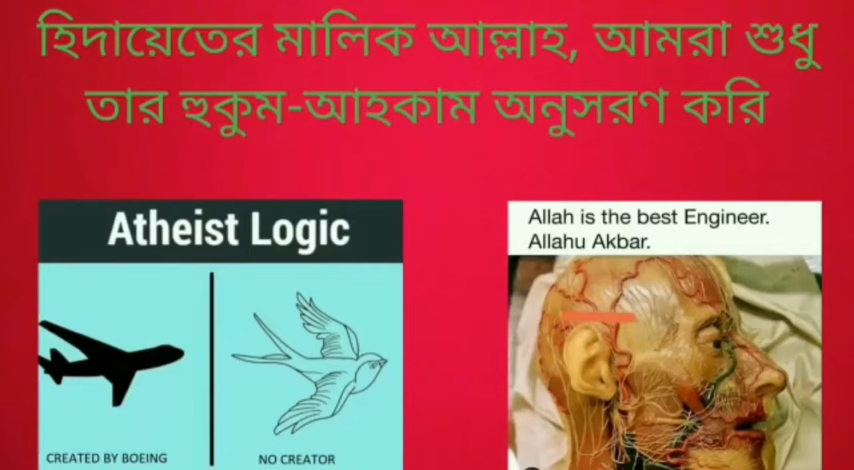 হিদায়েতের মালিক আল্লাহ, আমরা শুধু
তার হুকুম-আহকাম অনুসরণ করি
Atheist Logic
CREATED BY BOEING
NO CREATOR
Allah is the best Engineer.
Allahu Akbar.